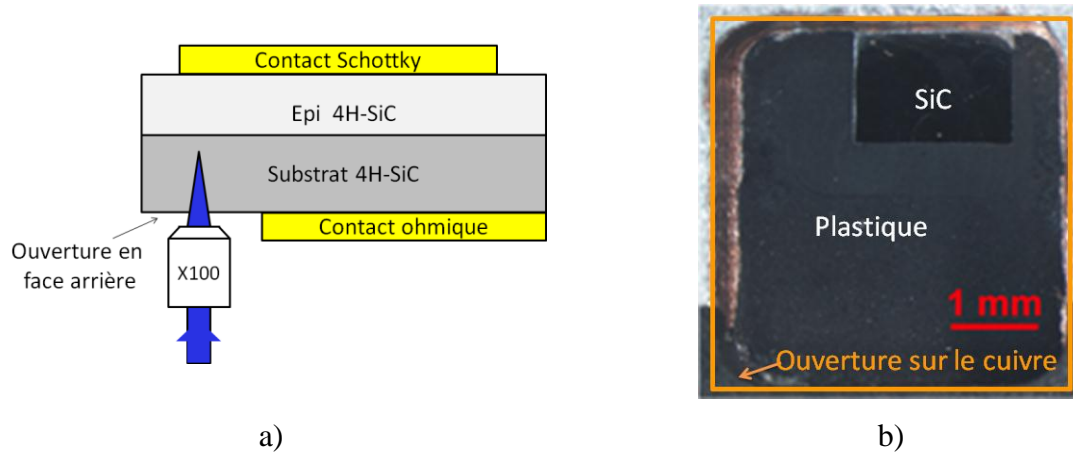 Contact Schottky
Epi 4H-SiC
Substrat 4H-SiC
Contact ohmique
Ouverture en
face arrière
X100
a)
SiC
Plastique
1 mm
Ouverture sur le cuivre
b)